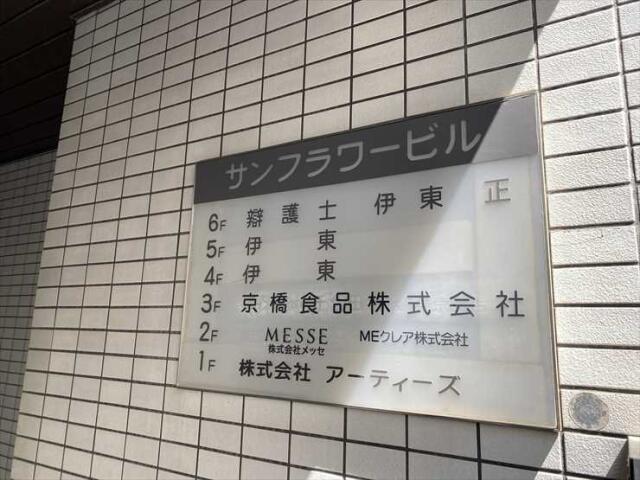 サンフラワービル
6F 辯護士 伊東 正
5F 伊東
4F 伊東
3F 京橋食品株式会社
2F MESSE 株式会社メッセ MEクレア株式会社
1F 株式会社 アーティーズ